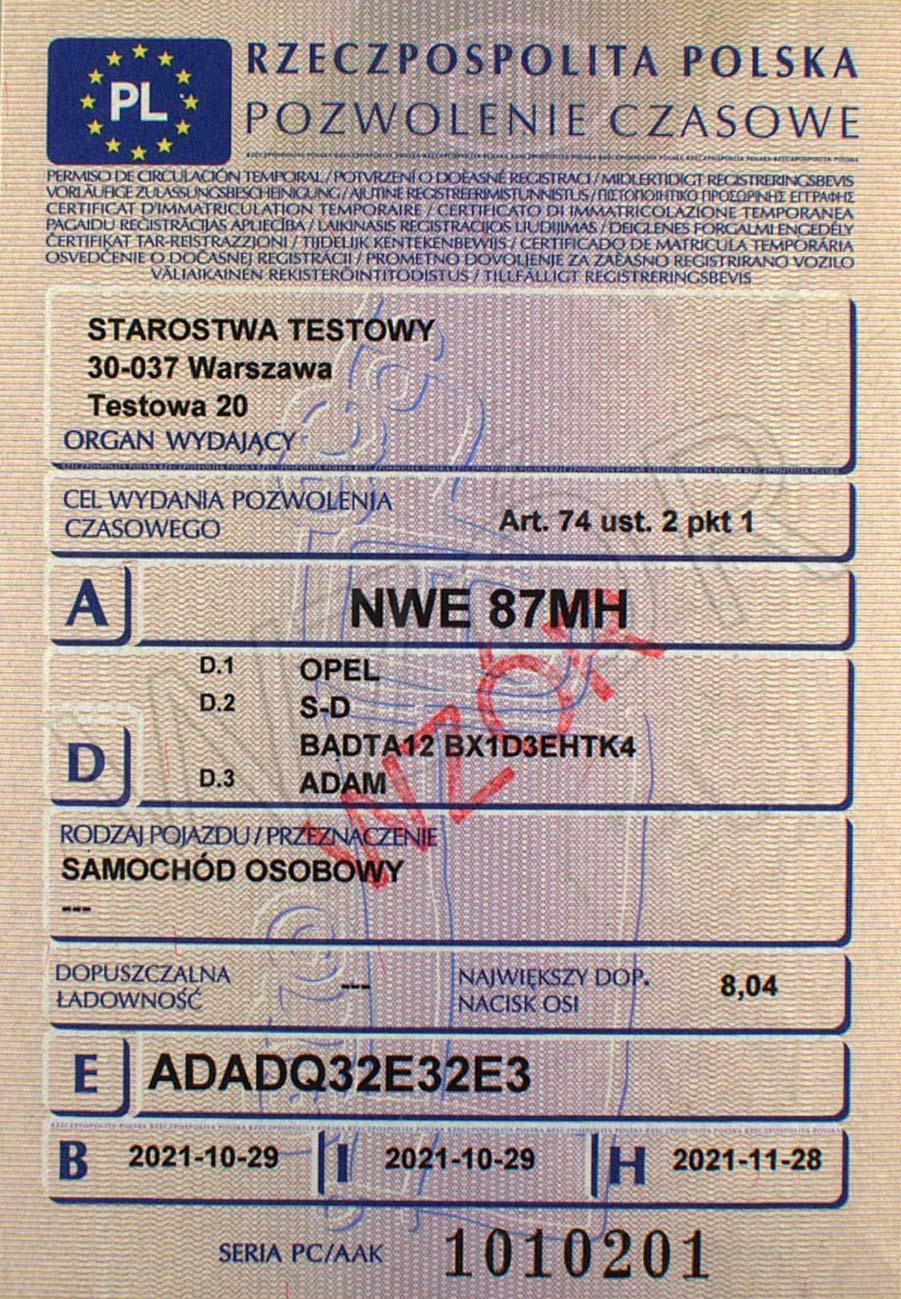 PL
RZECZPOSPOLITA POLSKA
POZWOLENIE CZASOWE
PERMISO DE CIRCULACIÓN TEMPORAL / POTVRZENÍ O DOČASNÉ REGISTRACI / MIDLERTIDIGT REGISTRERINGSBEVIS
VORLÄUFIGE ZULASSUNGSBESCHEINIGUNG / AJUTINE REGISTREERIMISTUNNISTUS / ΠΙΣΤΟΠΟΙΗΤΙΚΟ ΠΡΟΣΩΡΙΝΗΣ ΕΓΓΡΑΦΗΣ
CERTIFICAT D'IMMATRICULATION TEMPORAIRE / CERTIFICATO DI IMMATRICOLAZIONE TEMPORANEA
PAGAIDU REĢISTRĀCIJAS APLIECĪBA / LAIKINASIS REGISTRACIJOS LIUDIJIMAS / DEIGLENES FORGALMI ENGEDÉLY
ĊERTIFIKAT TAR-REĠISTRAZZJONI / TIJDELIJK KENTEKENBEWIJS / CERTIFICADO DE MATRICULA TEMPORÁRIA
OSVEDČENIE O DOČASNEJ REGISTRÁCII / PROMETNO DOVOLJENJE ZA ZAČASNO REGISTRIRANO VOZILO
VÄLIAIKAINEN REKISTERÖINTITODISTUS / TILLFÄLLIGT REGISTRERINGSBEVIS
STAROSTWA TESTOWY
30-037 Warszawa
Testowa 20
ORGAN WYDAJĄCY
CEL WYDANIA POZWOLENIA
CZASOWEGO
Art. 74 ust. 2 pkt 1
A NWE 87MH
D.1 OPEL
D.2 S-D
BĄDTA12 BX1D3EHTK4
D
D.3 ADAM
WZÓR
RODZAJ POJAZDU / PRZEZNACZENIE
SAMOCHÓD OSOBOWY
---
DOPUSZCZALNA
ŁADOWNOŚĆ
---
NAJWIĘKSZY DOP.
NACISK OSI
8,04
E ADADQ32E32E3
B 2021-10-29 I 2021-10-29 H 2021-11-28
SERIA PC/AAK 1010201